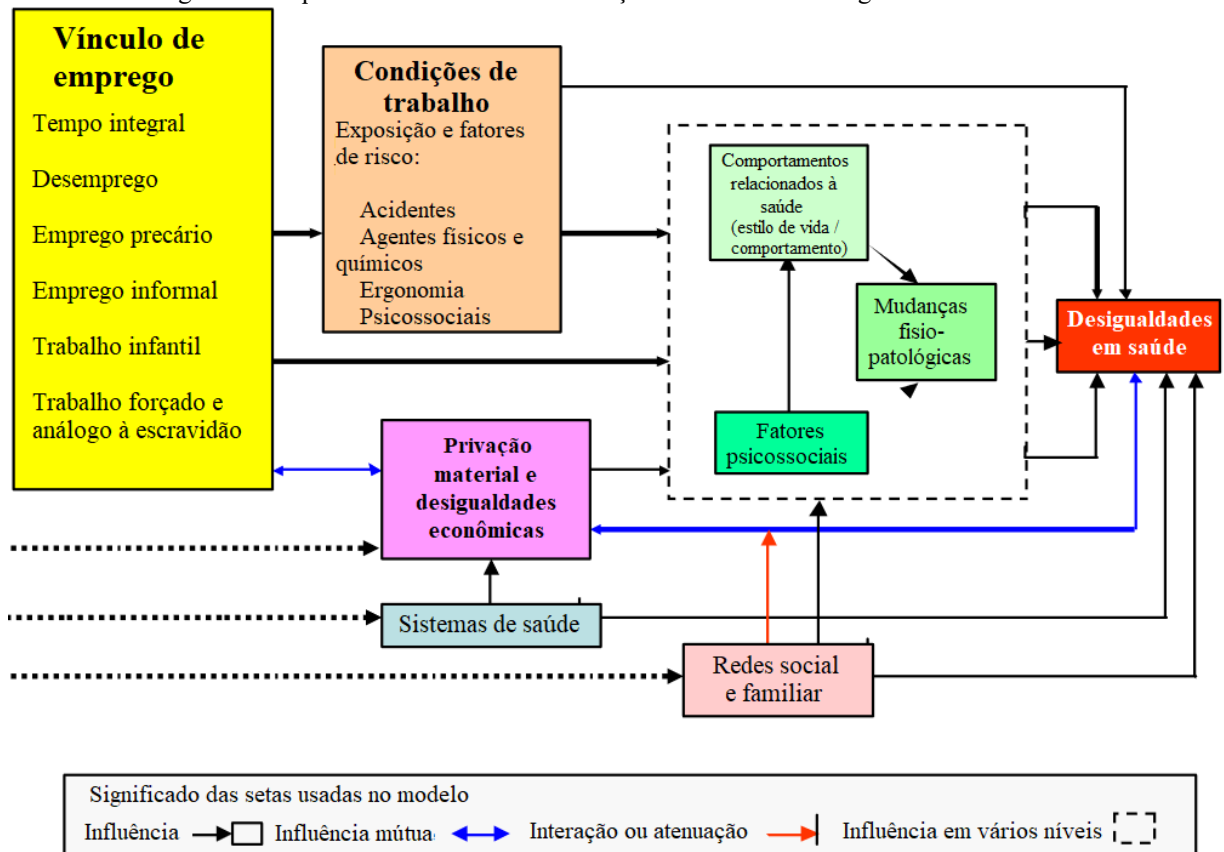 Vínculo de
emprego
Tempo integral
Desemprego
Emprego precário
Emprego informal
Trabalho infantil
Trabalho forçado e
análogo à escravidão
Condições de
trabalho
Exposição e fatores
de risco:
Acidentes
Agentes físicos e
químicos
Ergonomia
Psicossociais
Comportamentos
relacionados à
saúde
(estilo de vida /
comportamento)
Mudanças
fisio-
patológicas
Fatores
psicossociais
Desigualdades
em saúde
Privação
material e
desigualdades
econômicas
Sistemas de saúde
Redes social
e familiar
Significado das setas usadas no modelo
Influência Influência mútua Interação ou atenuação Influência em vários níveis